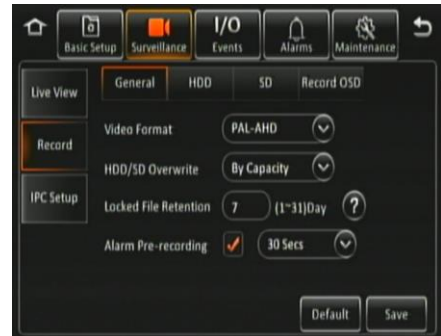 Basic Setup Surveillance I/O Events Alarms Maintenance
Live View General HDD SD Record OSD
Record
IPC Setup
Video Format PAL-AHD
HDD/SD Overwrite By Capacity
Locked File Retention 7 (1~31)Day ?
Alarm Pre-recording 30 Secs
Default Save